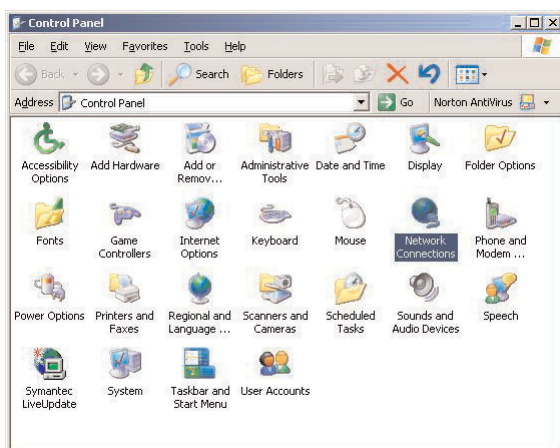 Control Panel
File Edit View Favorites Tools Help
Back Search Folders
Address Control Panel Go Norton AntiVirus
Accessibility Options
Add Hardware
Add or Remov...
Administrative Tools
Date and Time
Display
Folder Options
Fonts
Game Controllers
Internet Options
Keyboard
Mouse
Network Connections
Phone and Modem ...
Power Options
Printers and Faxes
Regional and Language ...
Scanners and Cameras
Scheduled Tasks
Sounds and Audio Devices
Speech
Symantec LiveUpdate
System
Taskbar and Start Menu
User Accounts